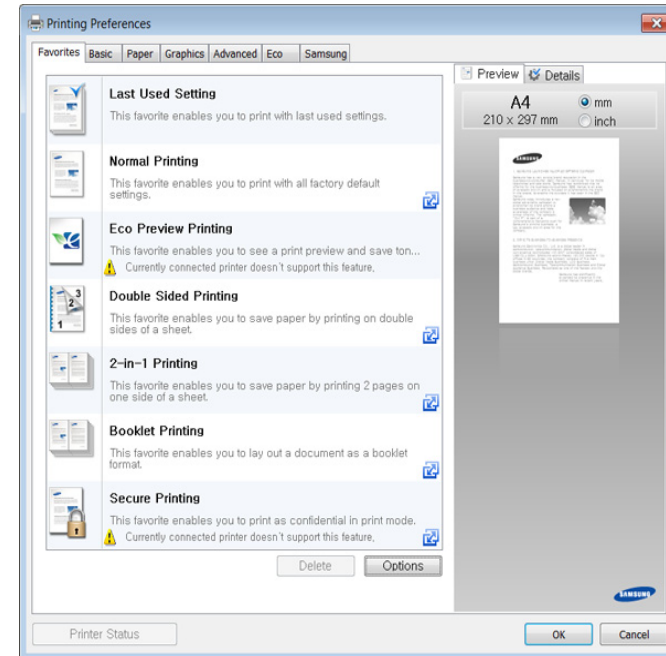 Printing Preferences
Favorites Basic Paper Graphics Advanced Eco Samsung
Last Used Setting
This favorite enables you to print with last used settings.
Normal Printing
This favorite enables you to print with all factory default
settings.
Eco Preview Printing
This favorite enables you to see a print preview and save ton...
Currently connected printer doesn't support this feature,
3
2
1
Double Sided Printing
This favorite enables you to save paper by printing on double
sides of a sheet.
2-in-1 Printing
This favorite enables you to save paper by printing 2 pages on
one side of a sheet.
Booklet Printing
This favorite enables you to lay out a document as a booklet
format.
Secure Printing
This favorite enables you to print as confidential in print mode.
Currently connected printer doesn't support this feature,
Delete Options
Printer Status
Preview Details
A4 mm
210 x 297 mm inch
SAMSUNG
SAMSUNG
OK Cancel